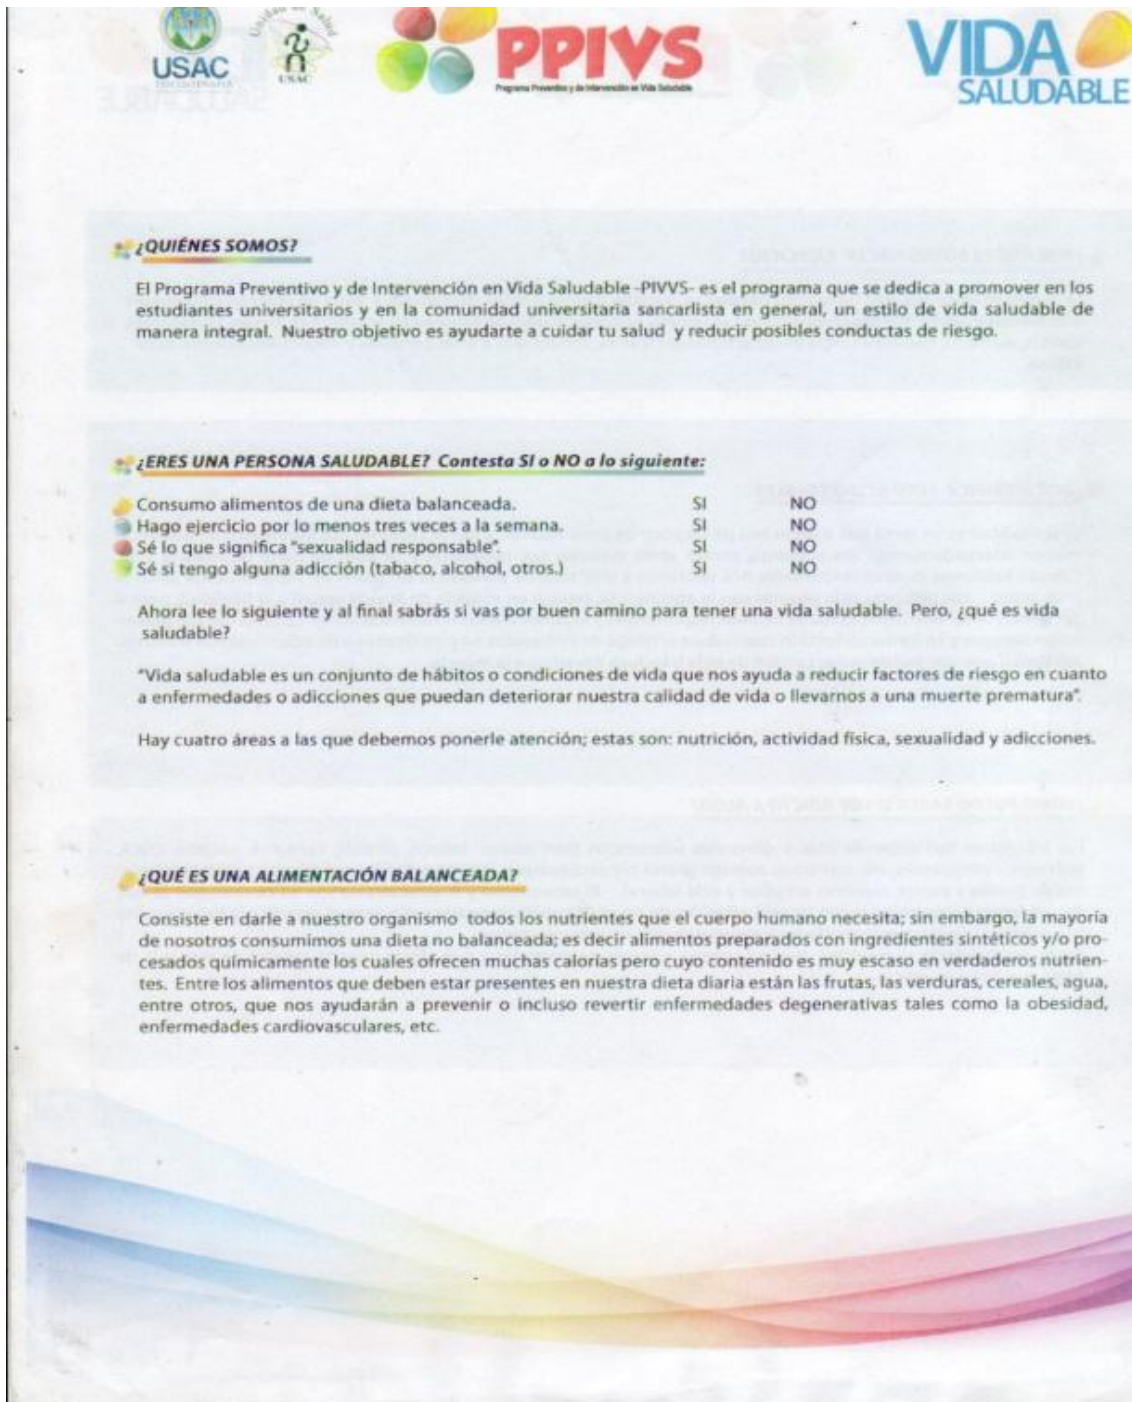 Unidad de Salud
USAC
TRICENTENARIA
USAC
PPIVS
Programa Preventivo y de Intervención en Vida Saludable
VIDA
SALUDABLE
¿QUIÉNES SOMOS?
El Programa Preventivo y de Intervención en Vida Saludable -PIVVS- es el programa que se dedica a promover en los
estudiantes universitarios y en la comunidad universitaria sancarlista en general, un estilo de vida saludable de
manera integral. Nuestro objetivo es ayudarte a cuidar tu salud y reducir posibles conductas de riesgo.
¿ERES UNA PERSONA SALUDABLE? Contesta SI o NO a lo siguiente:
Consumo alimentos de una dieta balanceada. SI NO
Hago ejercicio por lo menos tres veces a la semana. SI NO
Sé lo que significa "sexualidad responsable". SI NO
Sé si tengo alguna adicción (tabaco, alcohol, otros.) SI NO
Ahora lee lo siguiente y al final sabrás si vas por buen camino para tener una vida saludable. Pero, ¿qué es vida
saludable?
"Vida saludable es un conjunto de hábitos o condiciones de vida que nos ayuda a reducir factores de riesgo en cuanto
a enfermedades o adicciones que puedan deteriorar nuestra calidad de vida o llevarnos a una muerte prematura".
Hay cuatro áreas a las que debemos ponerle atención; estas son: nutrición, actividad física, sexualidad y adicciones.
¿QUÉ ES UNA ALIMENTACIÓN BALANCEADA?
Consiste en darle a nuestro organismo todos los nutrientes que el cuerpo humano necesita; sin embargo, la mayoría
de nosotros consumimos una dieta no balanceada; es decir alimentos preparados con ingredientes sintéticos y/o pro-
cesados químicamente los cuales ofrecen muchas calorías pero cuyo contenido es muy escaso en verdaderos nutrien-
tes. Entre los alimentos que deben estar presentes en nuestra dieta diaria están las frutas, las verduras, cereales, agua,
entre otros, que nos ayudarán a prevenir o incluso revertir enfermedades degenerativas tales como la obesidad,
enfermedades cardiovasculares, etc.